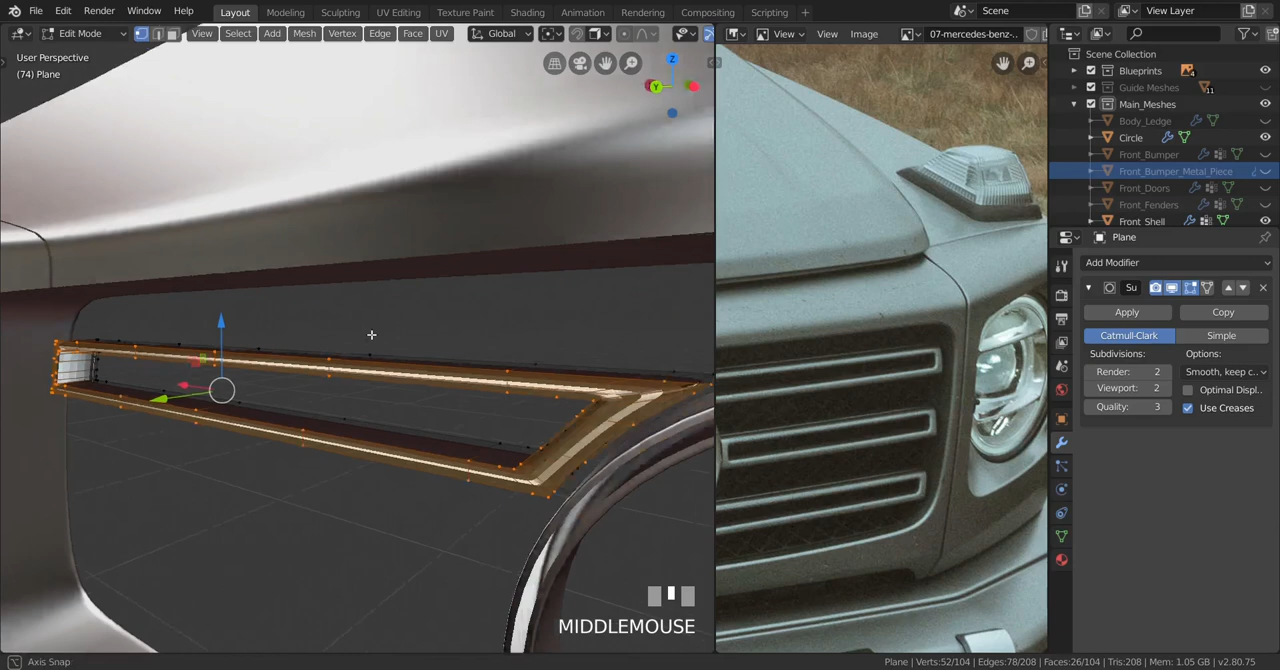 File Edit Render Window Help Layout Modeling Sculpting UV Editing Texture Paint Shading Animation Rendering Compositing Scripting + Scene View Layer
Edit Mode View Select Add Mesh Vertex Edge Face UV Global
View View Image 07-mercedes-benz-..
User Perspective
(74) Plane
Z
Y
Scene Collection
Blueprints 4
Guide Meshes 11
Main_Meshes
Body_Ledge
Circle
Front_Bumper
Front_Bumper_Metal_Piece
Front_Doors
Front_Fenders
Front_Shell
Plane
Add Modifier
Su
Apply Copy
Catmull-Clark Simple
Subdivisions: Options:
Render: 2 Smooth, keep c..
Viewport: 2 Optimal Displ..
Quality: 3 Use Creases
MIDDLEMOUSE
Axis Snap
Plane | Verts:52/104 | Edges:78/208 | Faces:26/104 | Tris:208 | Mem: 1.05 GB | v2.80.75